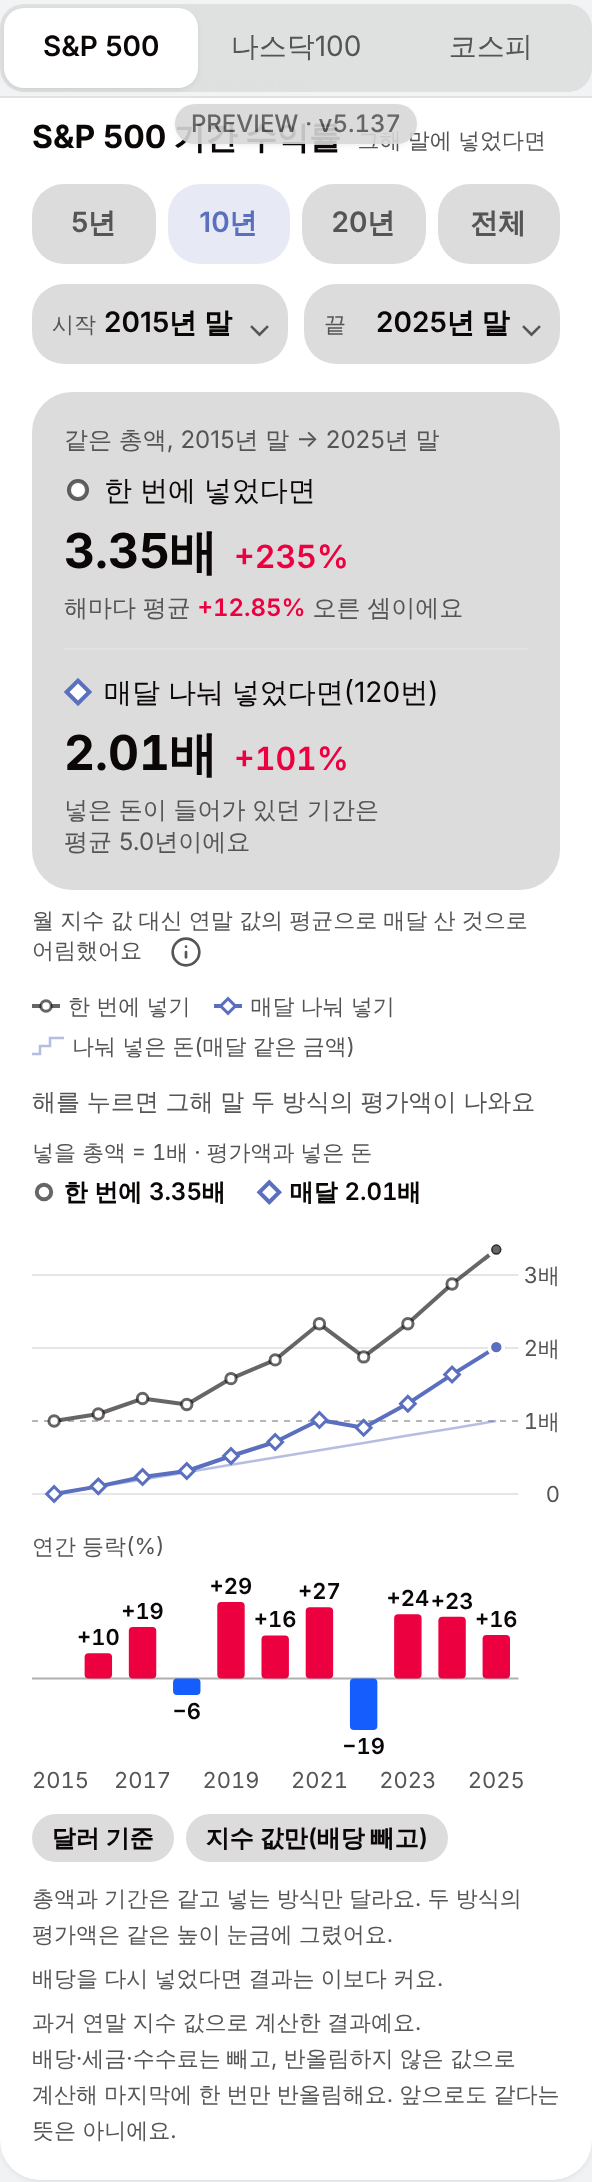 S&P 500
나스닥100
코스피
PREVIEW · v5.137
S&P 500 기간 수익률 그해 말에 넣었다면
5년
10년
20년
전체
시작 2015년 말
끝 2025년 말
같은 총액, 2015년 말 → 2025년 말
한 번에 넣었다면
3.35배 +235%
해마다 평균 +12.85% 오른 셈이에요
매달 나눠 넣었다면(120번)
2.01배 +101%
넣은 돈이 들어가 있던 기간은
평균 5.0년이에요
월 지수 값 대신 연말 값의 평균으로 매달 산 것으로
어림했어요
한 번에 넣기 매달 나눠 넣기
나눠 넣은 돈(매달 같은 금액)
해를 누르면 그해 말 두 방식의 평가액이 나와요
넣을 총액 = 1배 · 평가액과 넣은 돈
한 번에 3.35배 매달 2.01배
3배
2배
1배
0
연간 등락(%)
+10 +19 −6 +29 +16 +27 −19 +24 +23 +16
2015 2017 2019 2021 2023 2025
달러 기준
지수 값만(배당 빼고)
총액과 기간은 같고 넣는 방식만 달라요. 두 방식의
평가액은 같은 높이 눈금에 그렸어요.
배당을 다시 넣었다면 결과는 이보다 커요.
과거 연말 지수 값으로 계산한 결과예요.
배당·세금·수수료는 빼고, 반올림하지 않은 값으로
계산해 마지막에 한 번만 반올림해요. 앞으로도 같다는
뜻은 아니에요.